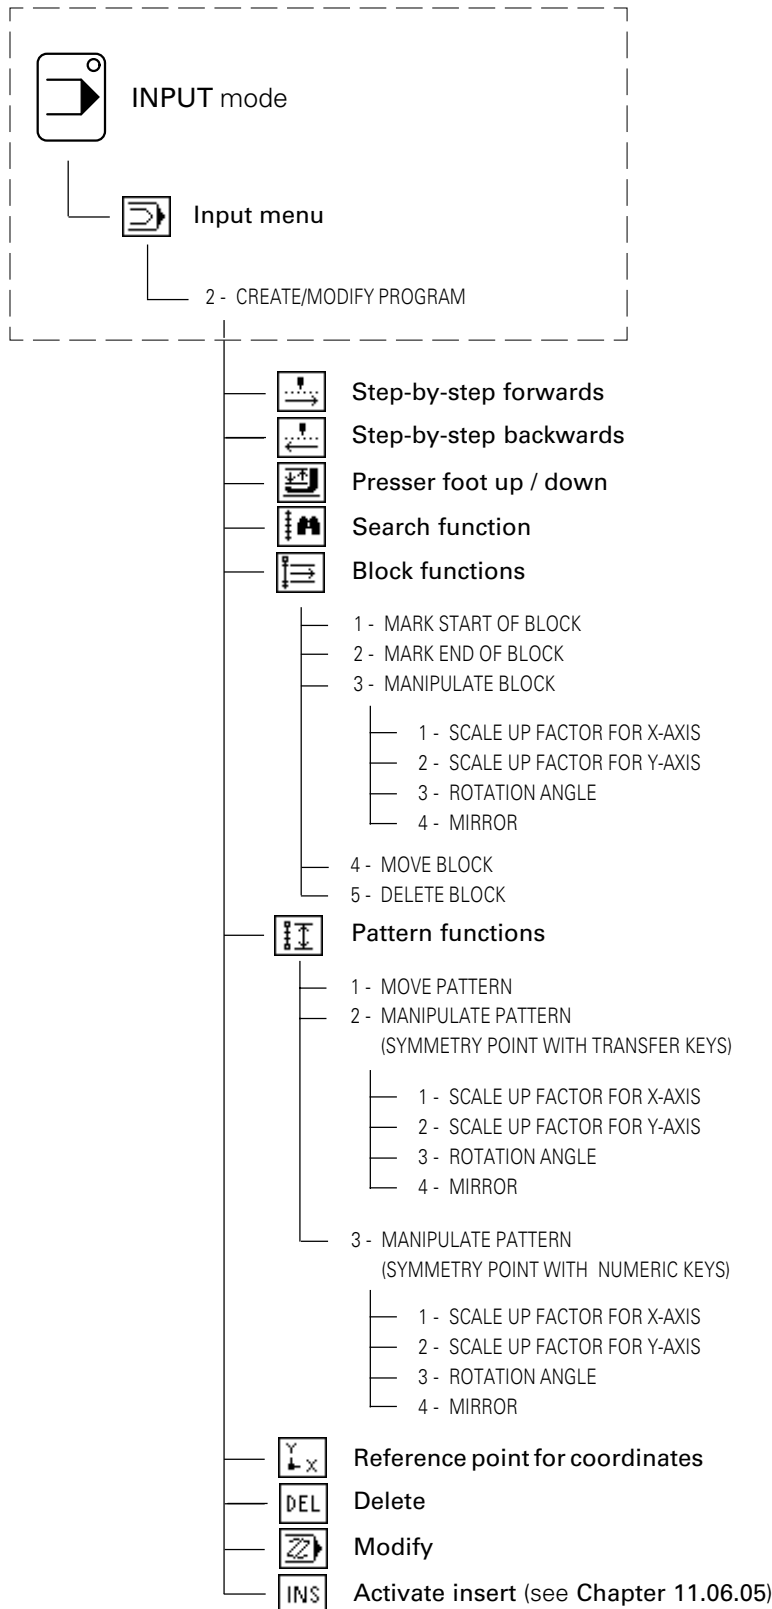 INPUT mode
Input menu
2 - CREATE/MODIFY PROGRAM
Step-by-step forwards
Step-by-step backwards
Presser foot up / down
Search function
Block functions
1 - MARK START OF BLOCK
2 - MARK END OF BLOCK
3 - MANIPULATE BLOCK
1 - SCALE UP FACTOR FOR X-AXIS
2 - SCALE UP FACTOR FOR Y-AXIS
3 - ROTATION ANGLE
4 - MIRROR
4 - MOVE BLOCK
5 - DELETE BLOCK
Pattern functions
1 - MOVE PATTERN
2 - MANIPULATE PATTERN
(SYMMETRY POINT WITH TRANSFER KEYS)
1 - SCALE UP FACTOR FOR X-AXIS
2 - SCALE UP FACTOR FOR Y-AXIS
3 - ROTATION ANGLE
4 - MIRROR
3 - MANIPULATE PATTERN
(SYMMETRY POINT WITH NUMERIC KEYS)
1 - SCALE UP FACTOR FOR X-AXIS
2 - SCALE UP FACTOR FOR Y-AXIS
3 - ROTATION ANGLE
4 - MIRROR
Y X Reference point for coordinates
DEL Delete
Modify
INS Activate insert (see Chapter 11.06.05)